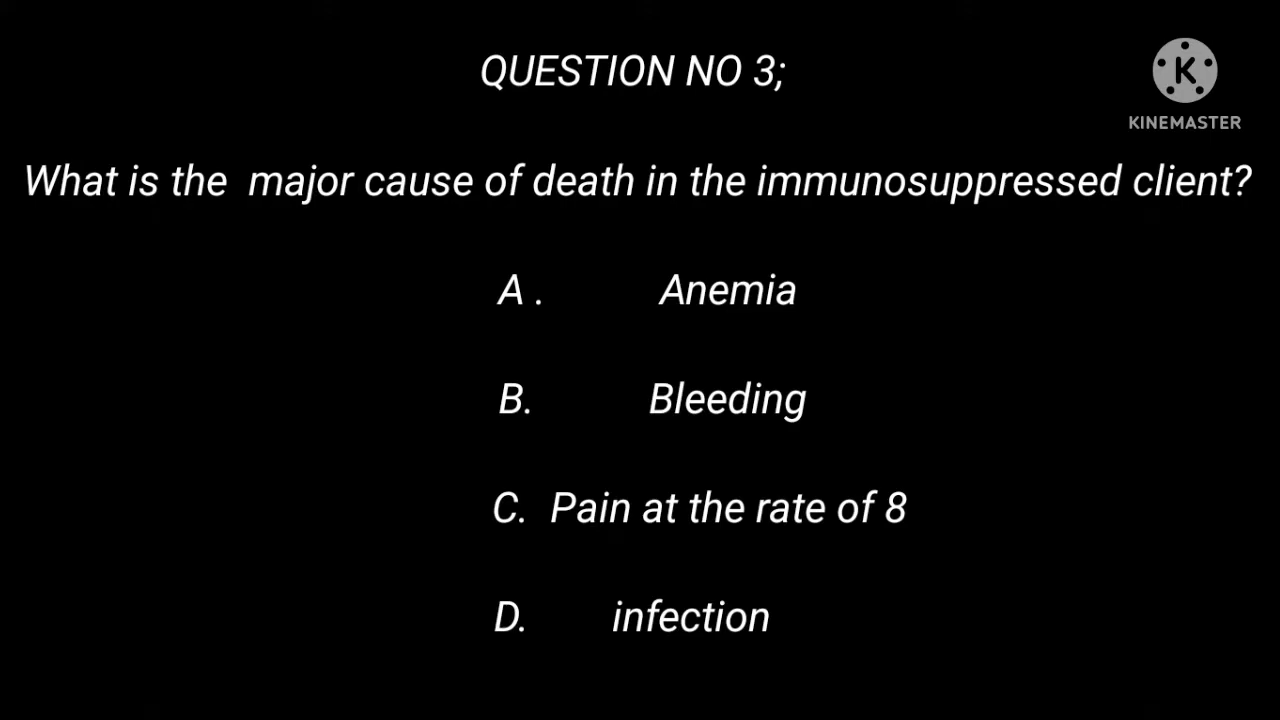 QUESTION NO 3;
K
KINEMASTER
What is the major cause of death in the immunosuppressed client?
A . Anemia
B. Bleeding
C. Pain at the rate of 8
D. infection